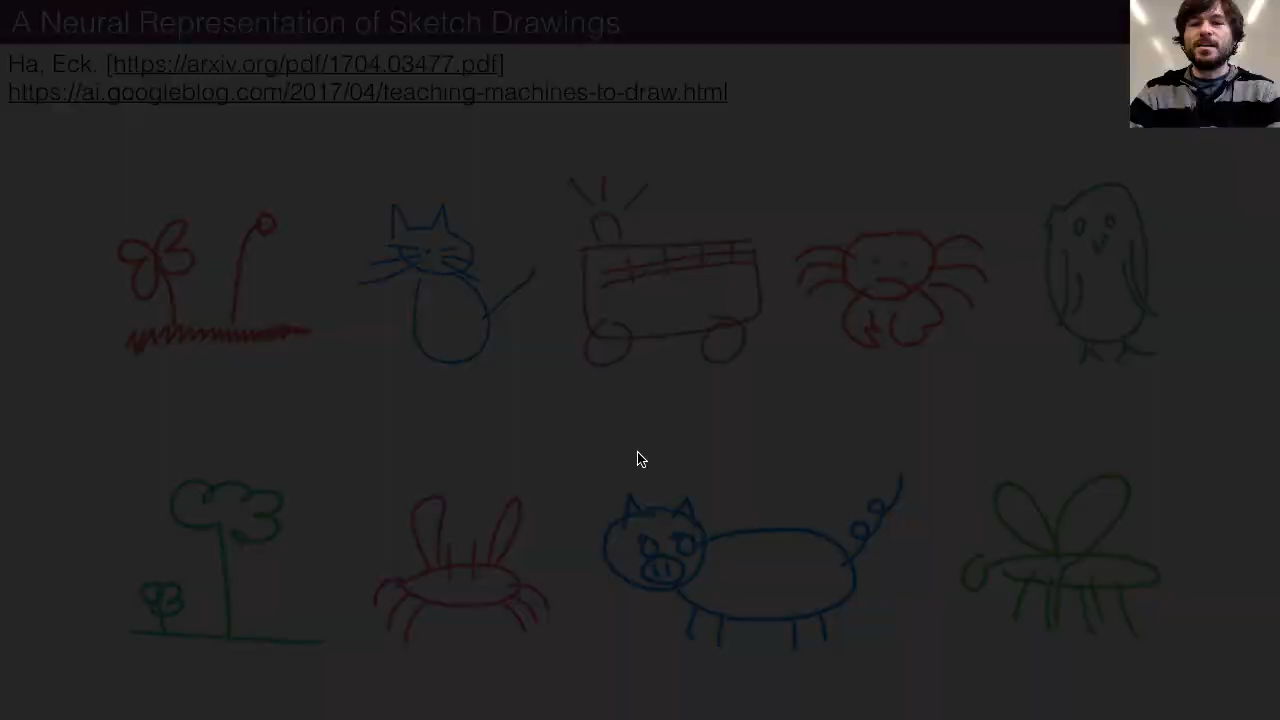 A Neural Representation of Sketch Drawings
Ha, Eck. [https://arxiv.org/pdf/1704.03477.pdf]
https://ai.googleblog.com/2017/04/teaching-machines-to-draw.html